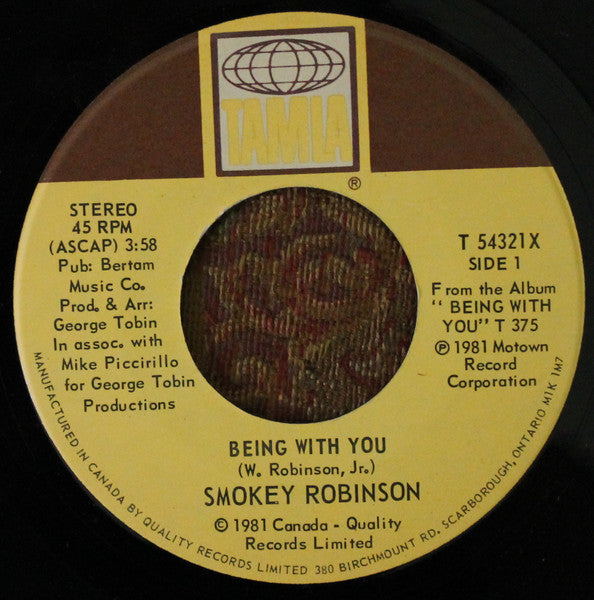 TAMLA
®
STEREO
45 RPM
(ASCAP) 3:58
Pub: Bertam
Music Co.
Prod. & Arr:
George Tobin
In assoc. with
Mike Piccirillo
for George Tobin
Productions
T 54321X
SIDE 1
From the Album
"BEING WITH
YOU" T 375
℗ 1981 Motown
Record
Corporation
BEING WITH YOU
(W. Robinson, Jr.)
SMOKEY ROBINSON
© 1981 Canada - Quality
Records Limited
MANUFACTURED IN CANADA BY QUALITY RECORDS LIMITED 380 BIRCHMOUNT RD. SCARBOROUGH, ONTARIO M1K 1M7